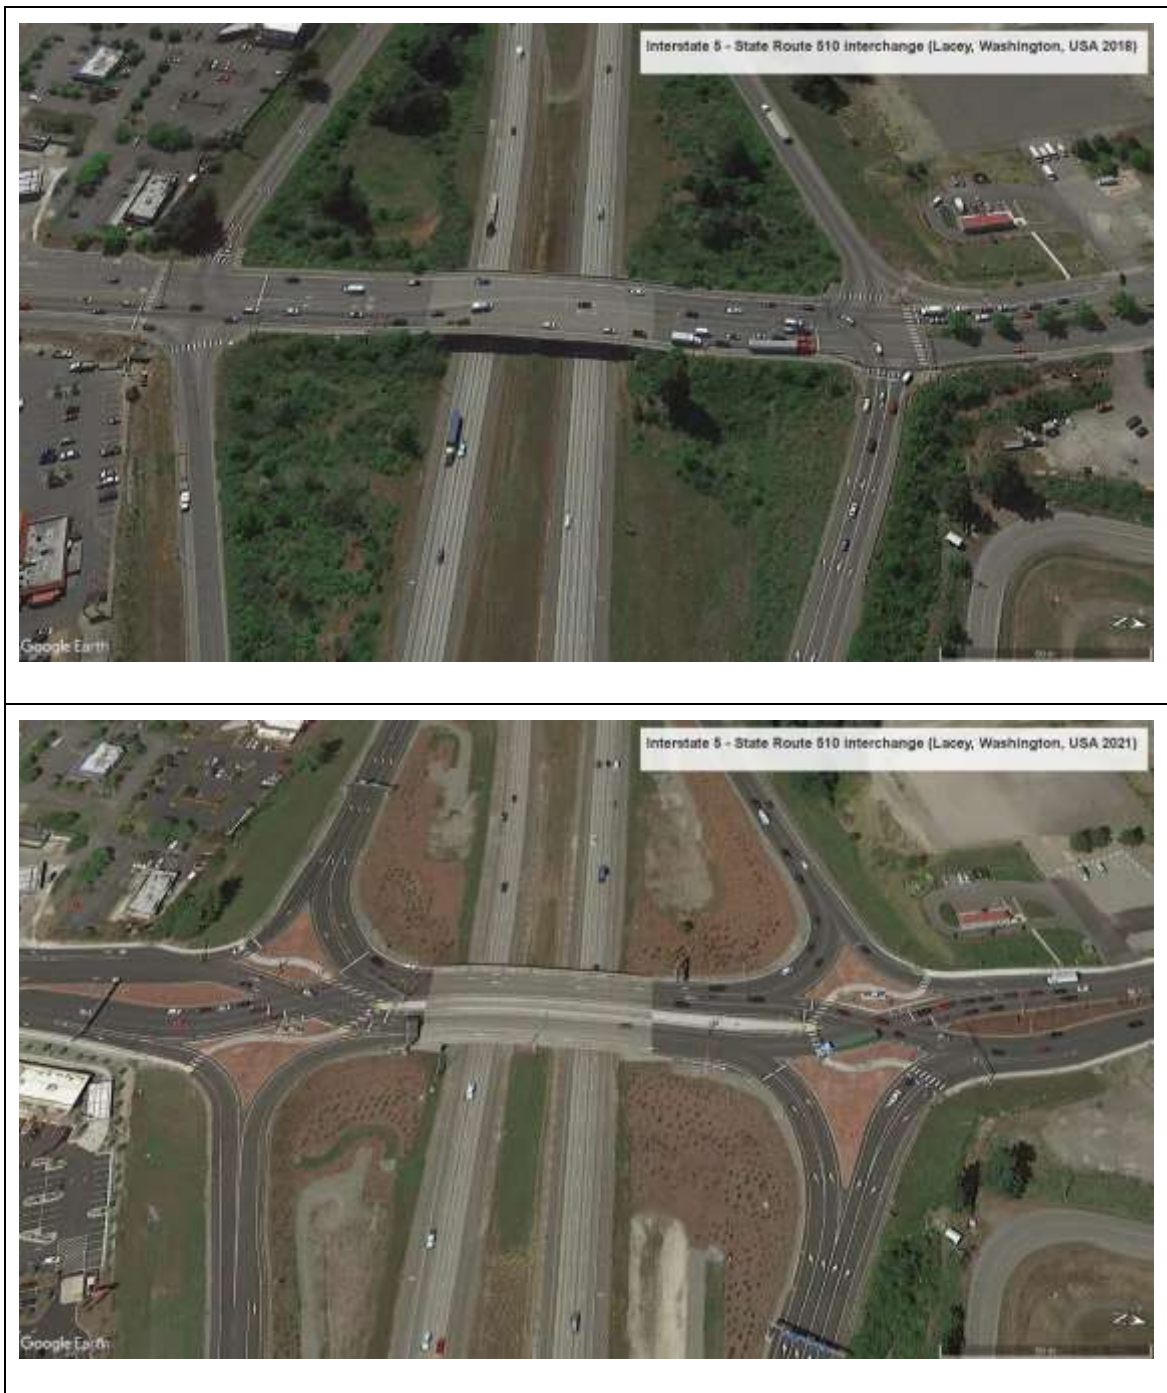 Interstate 5 - State Route 510 Interchange (Lacey, Washington, USA 2018)
Google Earth
Interstate 5 - State Route 510 Interchange (Lacey, Washington, USA 2021)
Google Earth